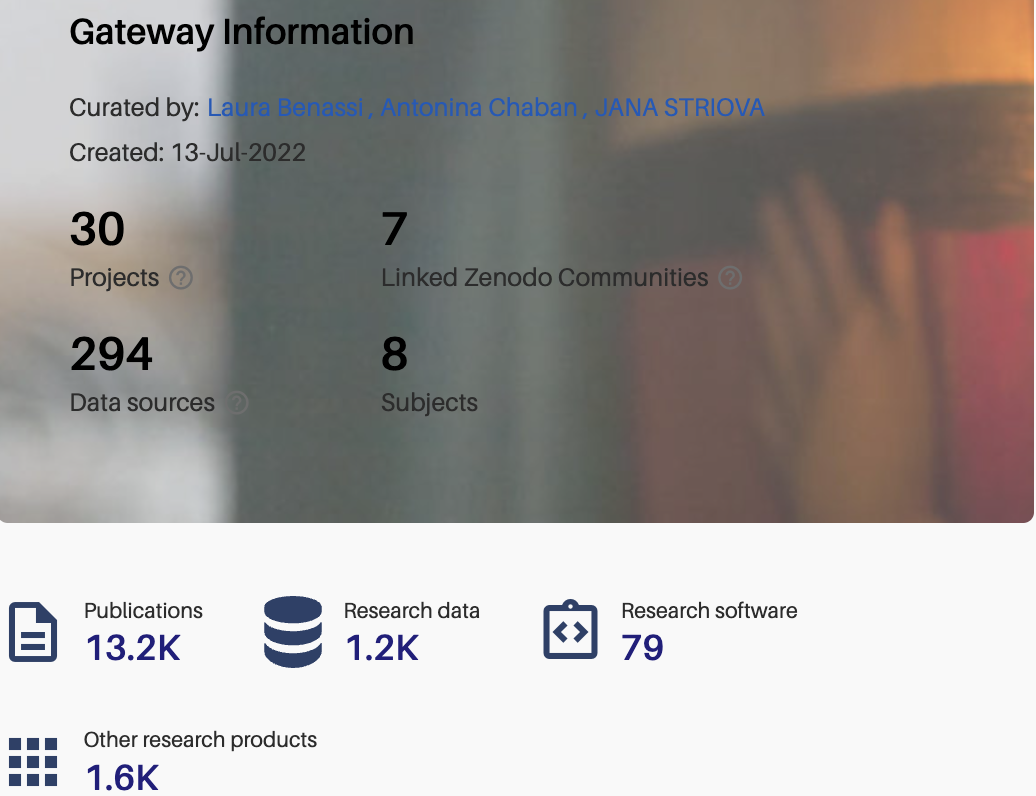 Gateway Information
Curated by: Laura Benassi , Antonina Chaban , JANA STRIOVA
Created: 13-Jul-2022
30
Projects ?
7
Linked Zenodo Communities ?
294
Data sources ?
8
Subjects
Publications
13.2K
Research data
1.2K
Research software
79
Other research products
1.6K